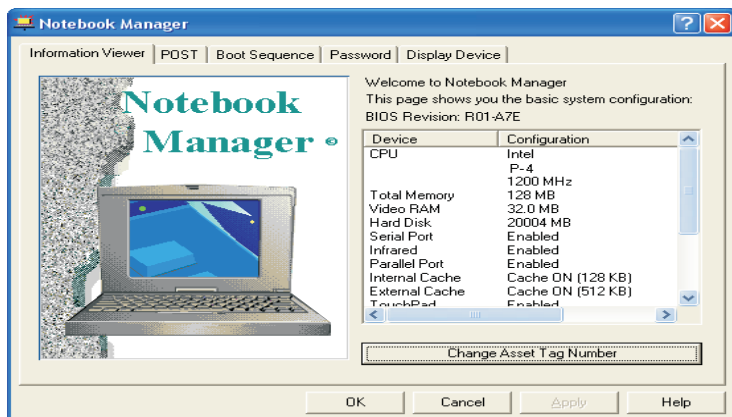 Notebook Manager
Information Viewer POST Boot Sequence Password Display Device
Notebook
Manager ©
Welcome to Notebook Manager
This page shows you the basic system configuration:
BIOS Revision: R01-A7E
Device Configuration
CPU Intel
P-4
1200 MHz
Total Memory 128 MB
Video RAM 32.0 MB
Hard Disk 20004 MB
Serial Port Enabled
Infrared Enabled
Parallel Port Enabled
Internal Cache Cache ON (128 KB)
External Cache Cache ON (512 KB)
TouchPad Enabled
Change Asset Tag Number
OK Cancel Apply Help